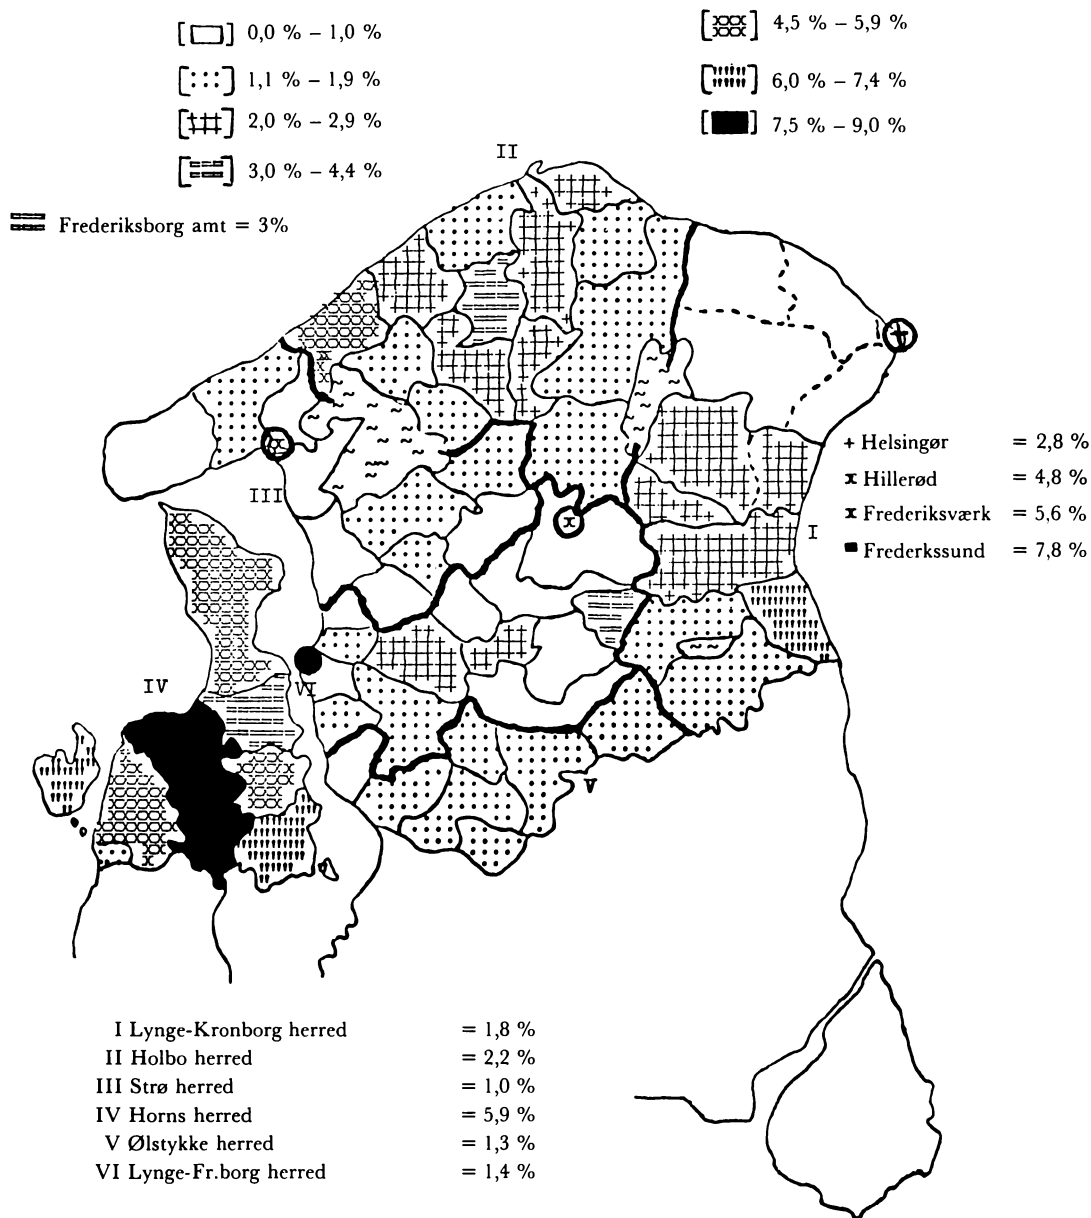 0,0 % – 1,0 %
1,1 % – 1,9 %
2,0 % – 2,9 %
3,0 % – 4,4 %
4,5 % – 5,9 %
6,0 % – 7,4 %
7,5 % – 9,0 %
Frederiksborg amt = 3%
II
III
I
IV
VI
V
+ Helsingør = 2,8 %
x Hillerød = 4,8 %
x Frederiksværk = 5,6 %
Frederkssund = 7,8 %
I Lynge-Kronborg herred = 1,8 %
II Holbo herred = 2,2 %
III Strø herred = 1,0 %
IV Horns herred = 5,9 %
V Ølstykke herred = 1,3 %
VI Lynge-Fr.borg herred = 1,4 %